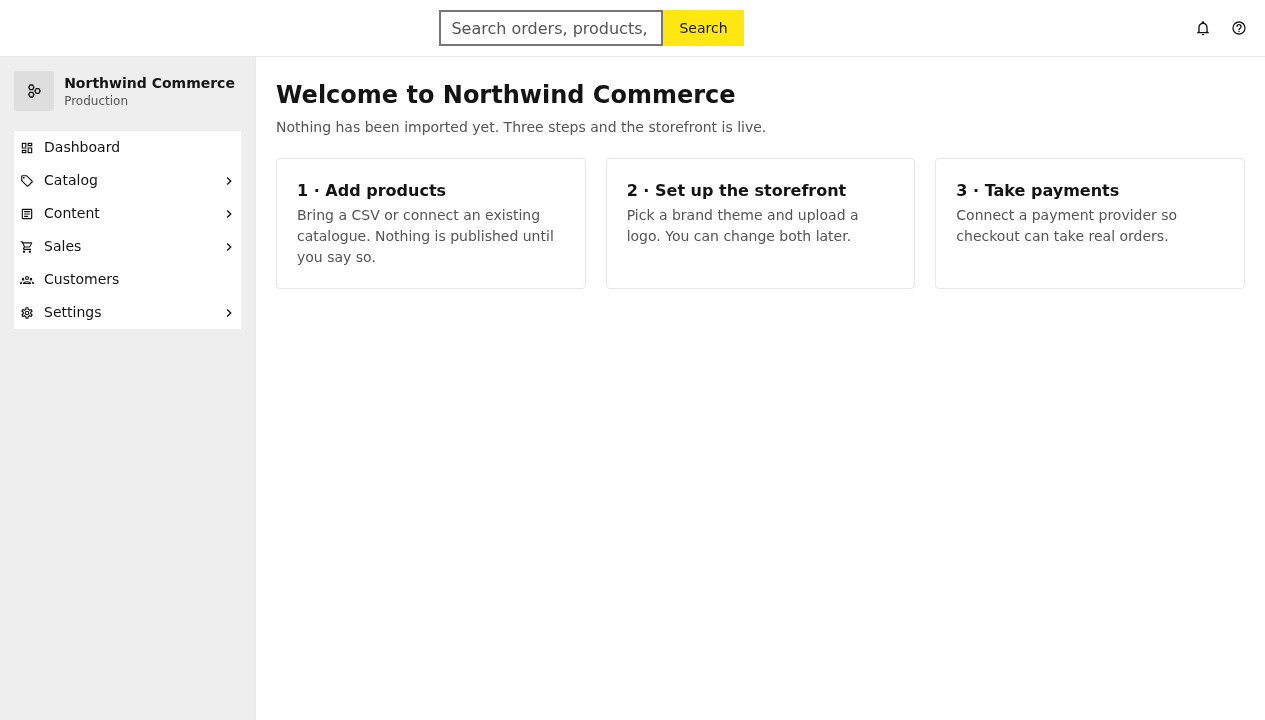 Search orders, products,
Search
Northwind Commerce
Production
Dashboard
Catalog
Content
Sales
Customers
Settings
Welcome to Northwind Commerce
Nothing has been imported yet. Three steps and the storefront is live.
1 · Add products
Bring a CSV or connect an existing
catalogue. Nothing is published until
you say so.
2 · Set up the storefront
Pick a brand theme and upload a
logo. You can change both later.
3 · Take payments
Connect a payment provider so
checkout can take real orders.